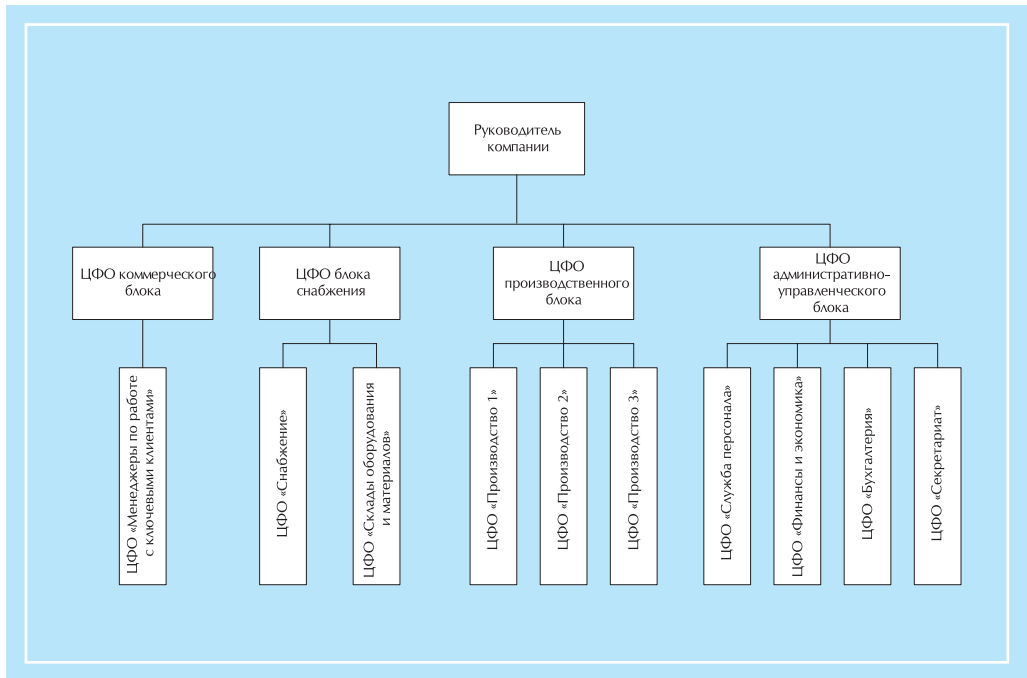 Руководитель
компании
ЦФО коммерческого
блока
ЦФО блока
снабжения
ЦФО
производственного
блока
ЦФО
административно-
управленческого
блока
ЦФО «Менеджеры по работе
с ключевыми клиентами»
ЦФО «Снабжение»
ЦФО «Склады оборудования
и материалов»
ЦФО «Производство 1»
ЦФО «Производство 2»
ЦФО «Производство 3»
ЦФО «Служба персонала»
ЦФО «Финансы и экономика»
ЦФО «Бухгалтерия»
ЦФО «Секретариат»